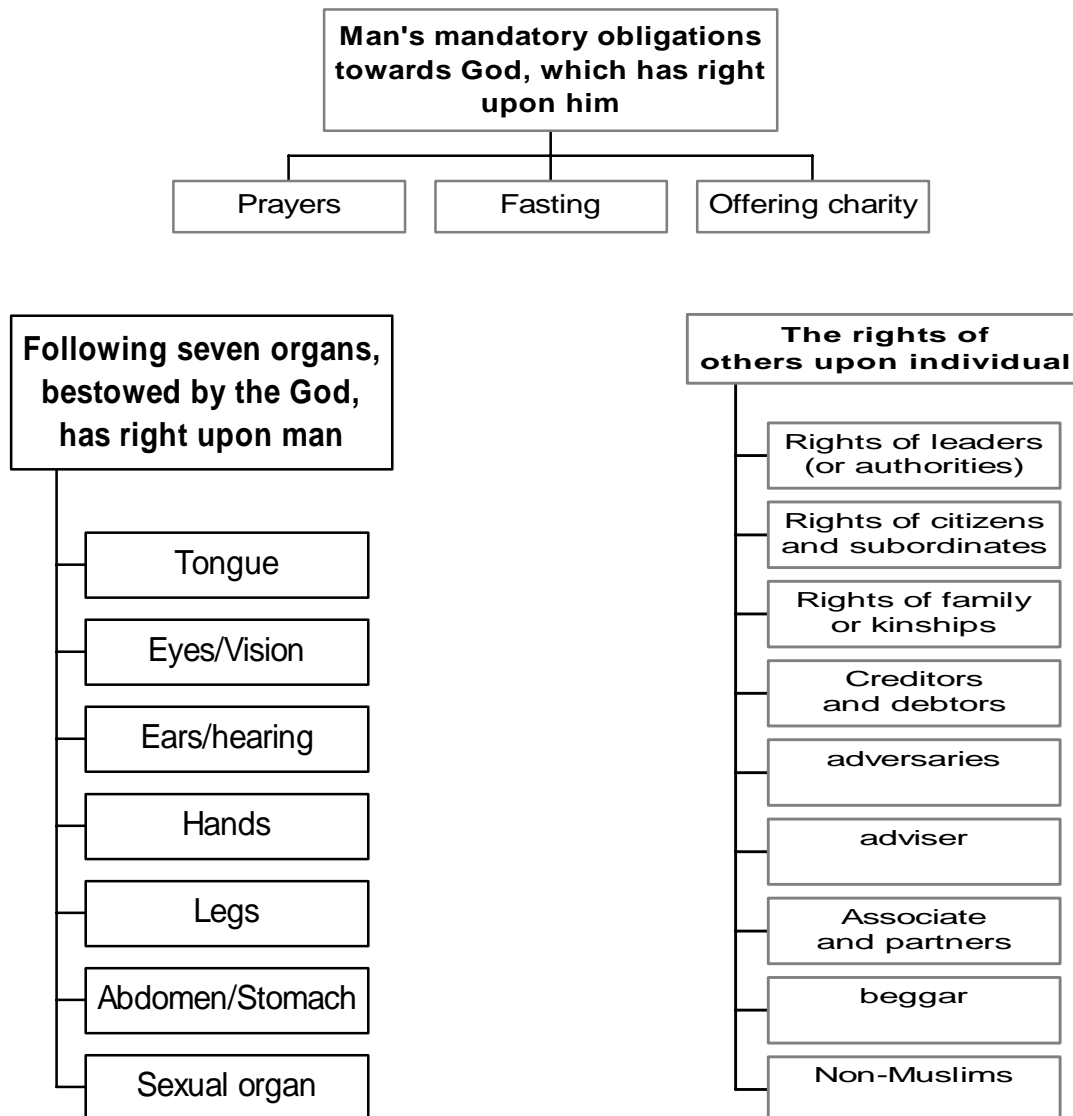 Man's mandatory obligations
towards God, which has right
upon him
Prayers
Fasting
Offering charity
Following seven organs,
bestowed by the God,
has right upon man
Tongue
Eyes/Vision
Ears/hearing
Hands
Legs
Abdomen/Stomach
Sexual organ
The rights of
others upon individual
Rights of leaders
(or authorities)
Rights of citizens
and subordinates
Rights of family
or kinships
Creditors
and debtors
adversaries
adviser
Associate
and partners
beggar
Non-Muslims